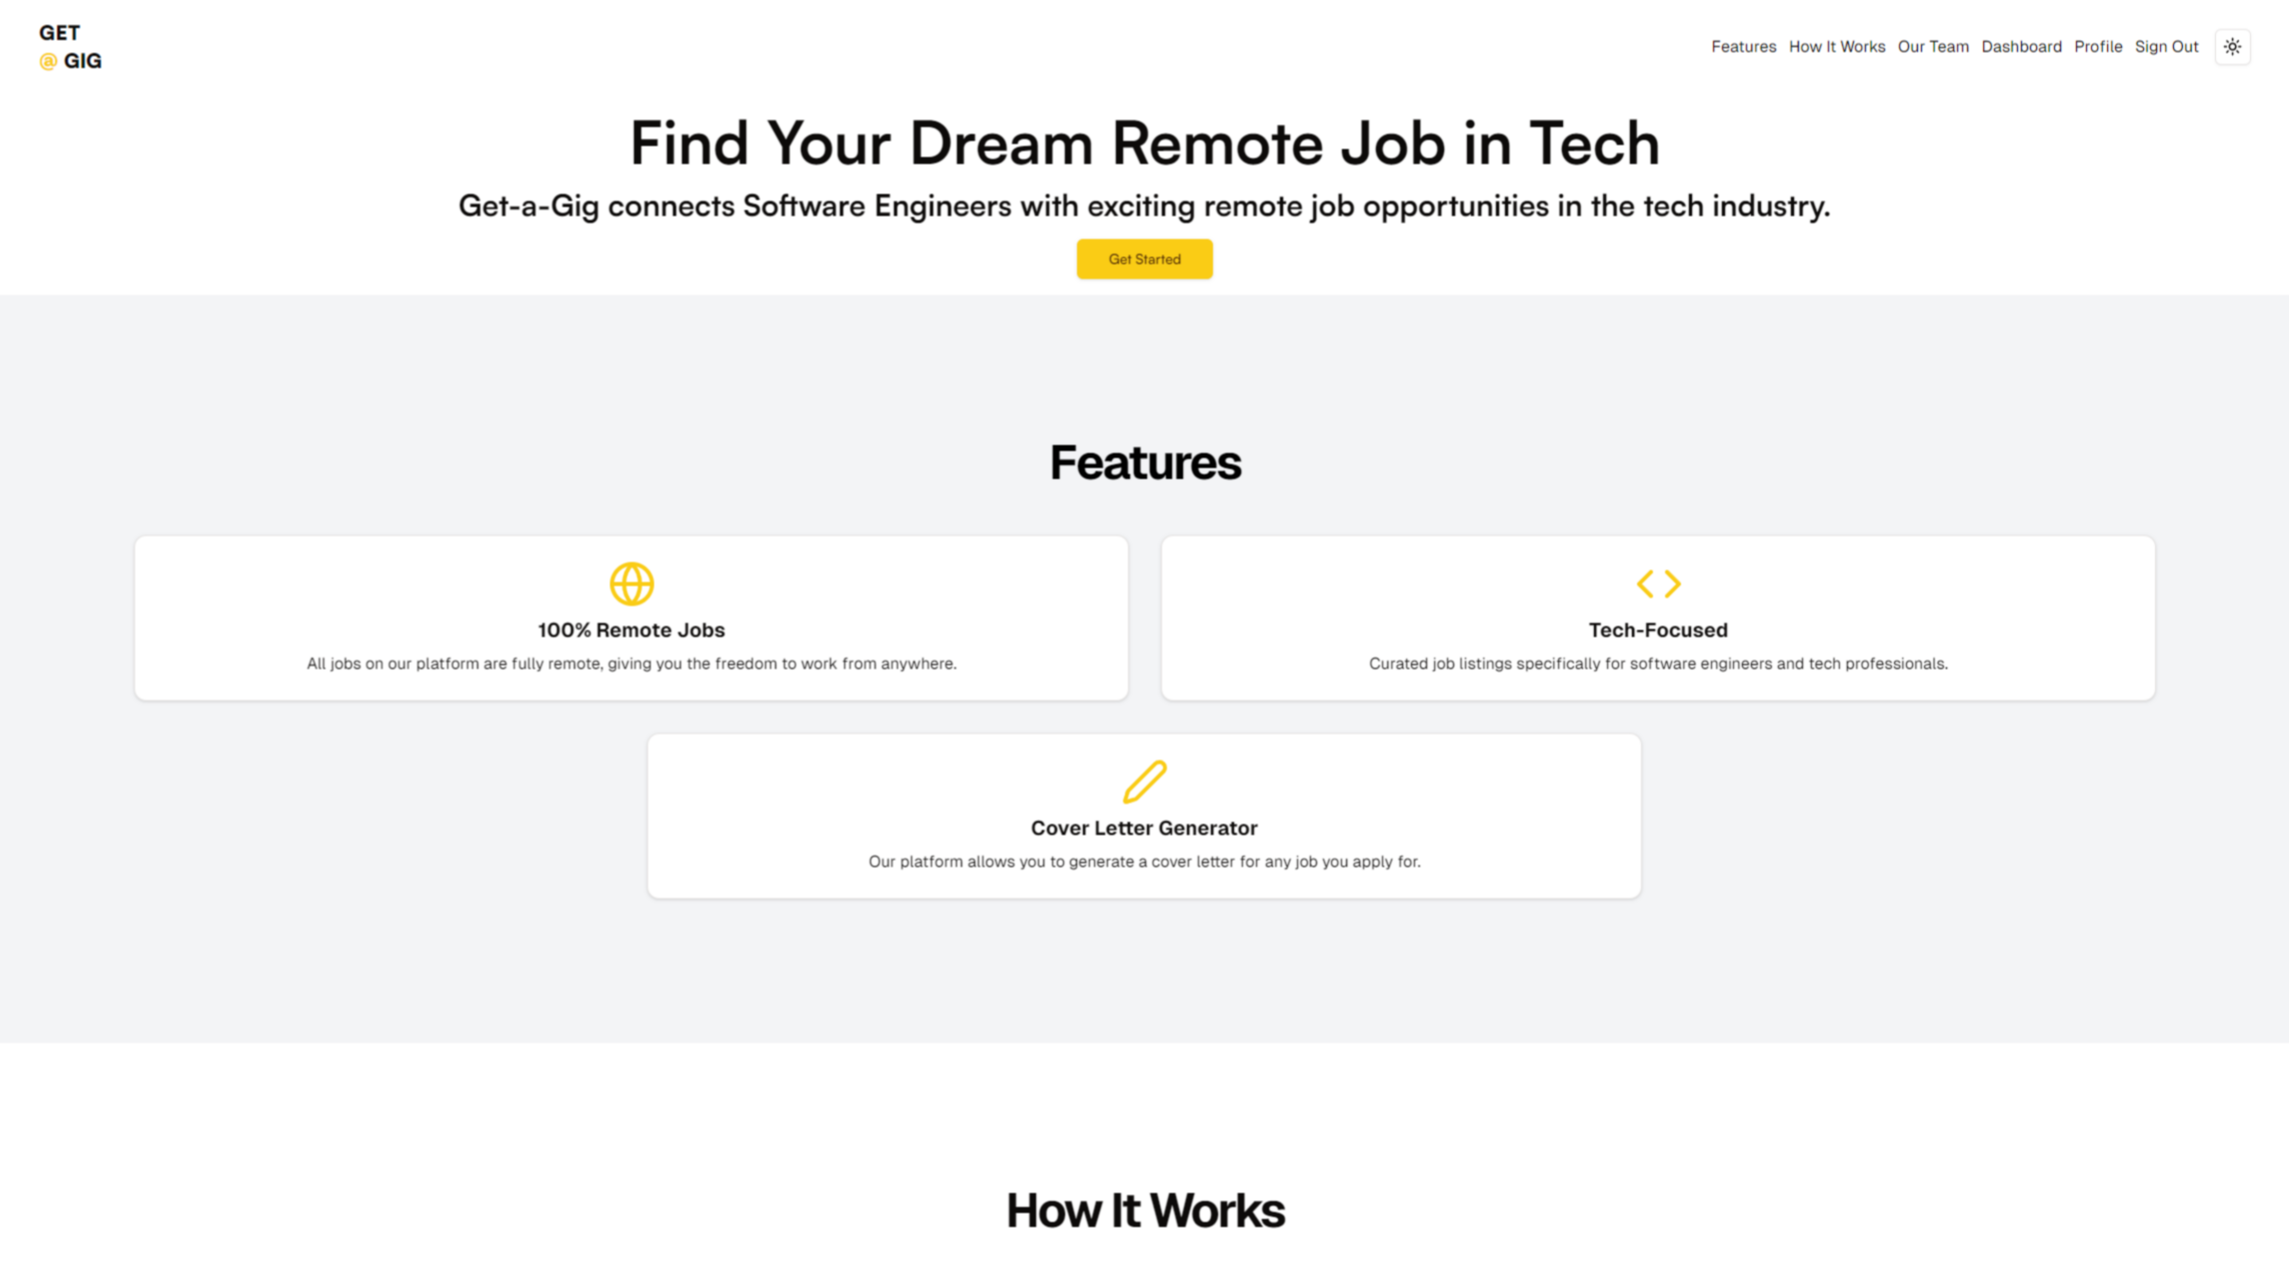 GET
@ GIG
Features How It Works Our Team Dashboard Profile Sign Out
Find Your Dream Remote Job in Tech
Get-a-Gig connects Software Engineers with exciting remote job opportunities in the tech industry.
Get Started
Features
100% Remote Jobs
All jobs on our platform are fully remote, giving you the freedom to work from anywhere.
Tech-Focused
Curated job listings specifically for software engineers and tech professionals.
Cover Letter Generator
Our platform allows you to generate a cover letter for any job you apply for.
How It Works